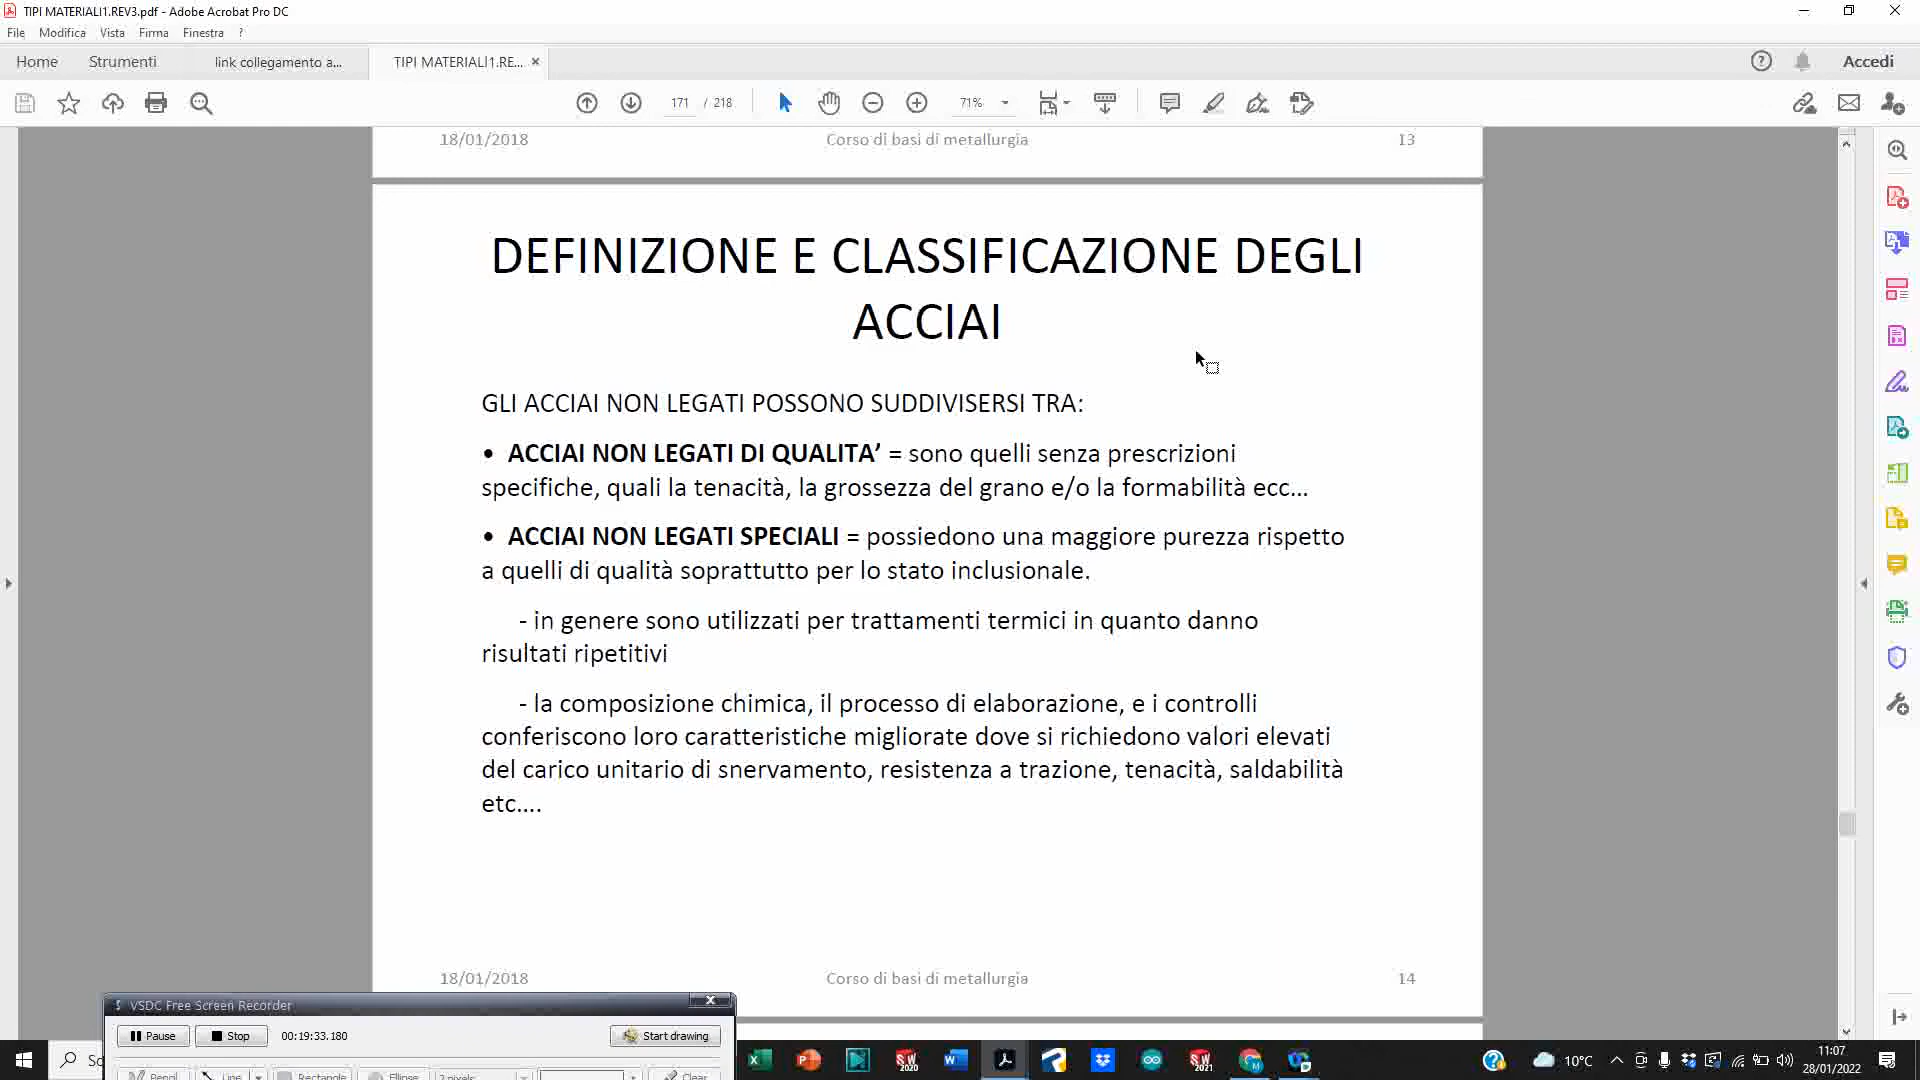 TIPI MATERIALI1.REV3.pdf - Adobe Acrobat Pro DC
File Modifica Vista Firma Finestra ?
Home Strumenti link collegamento a... TIPI MATERIALI1.RE... × Accedi
171 / 218 71%
18/01/2018 Corso di basi di metallurgia 13
DEFINIZIONE E CLASSIFICAZIONE DEGLI
ACCIAI
GLI ACCIAI NON LEGATI POSSONO SUDDIVISERSI TRA:
• ACCIAI NON LEGATI DI QUALITA’ = sono quelli senza prescrizioni
specifiche, quali la tenacità, la grossezza del grano e/o la formabilità ecc...
• ACCIAI NON LEGATI SPECIALI = possiedono una maggiore purezza rispetto
a quelli di qualità soprattutto per lo stato inclusionale.
- in genere sono utilizzati per trattamenti termici in quanto danno
risultati ripetitivi
- la composizione chimica, il processo di elaborazione, e i controlli
conferiscono loro caratteristiche migliorate dove si richiedono valori elevati
del carico unitario di snervamento, resistenza a trazione, tenacità, saldabilità
etc....
18/01/2018 Corso di basi di metallurgia 14
VSDC Free Screen Recorder
Pause Stop 00:19:33.180 Start drawing
Pencil Line Rectangle Ellipse 2 pixels Clear
10°C 11:07
28/01/2022